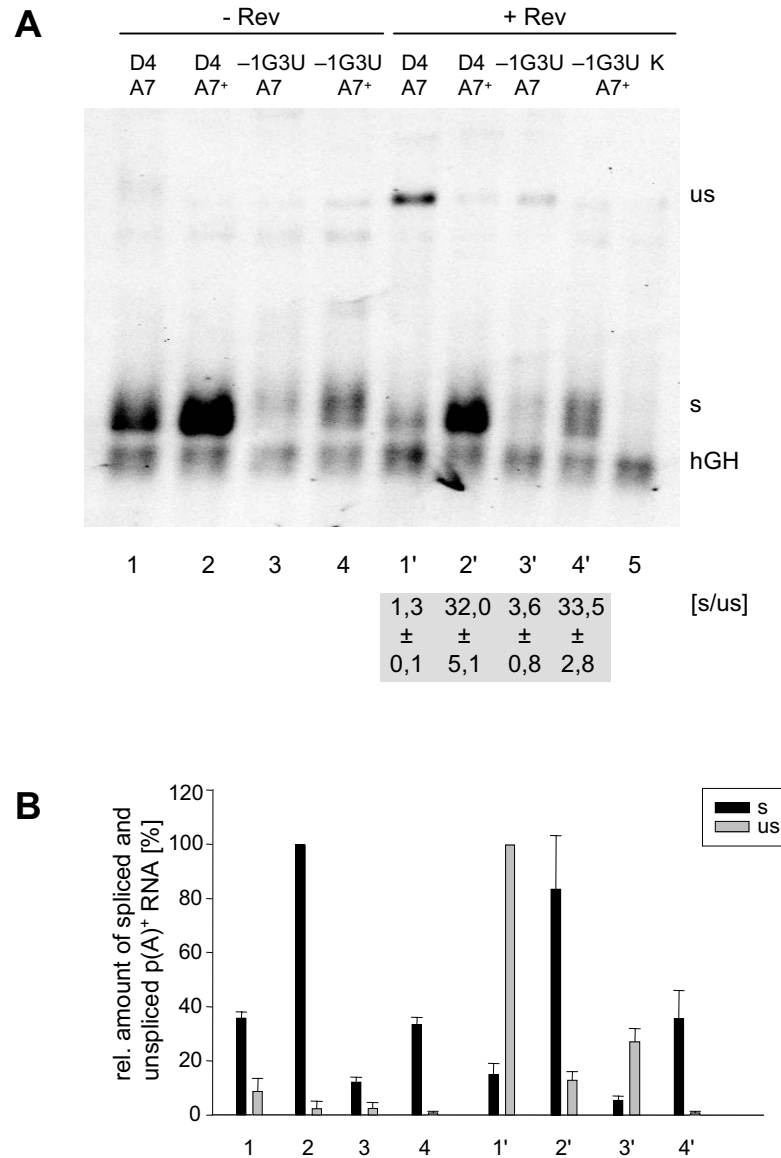 A
- Rev + Rev
D4 D4 –1G3U –1G3U D4 D4 –1G3U –1G3U K
A7 A7+ A7 A7+ A7 A7+ A7 A7+
us
s
hGH
1 2 3 4 1' 2' 3' 4' 5
1,3 32,0 3,6 33,5 [s/us]
± ± ± ±
0,1 5,1 0,8 2,8
B
rel. amount of spliced and
unspliced p(A)+ RNA [%]
120
100
80
60
40
20
0
s
us
1 2 3 4 1' 2' 3' 4'